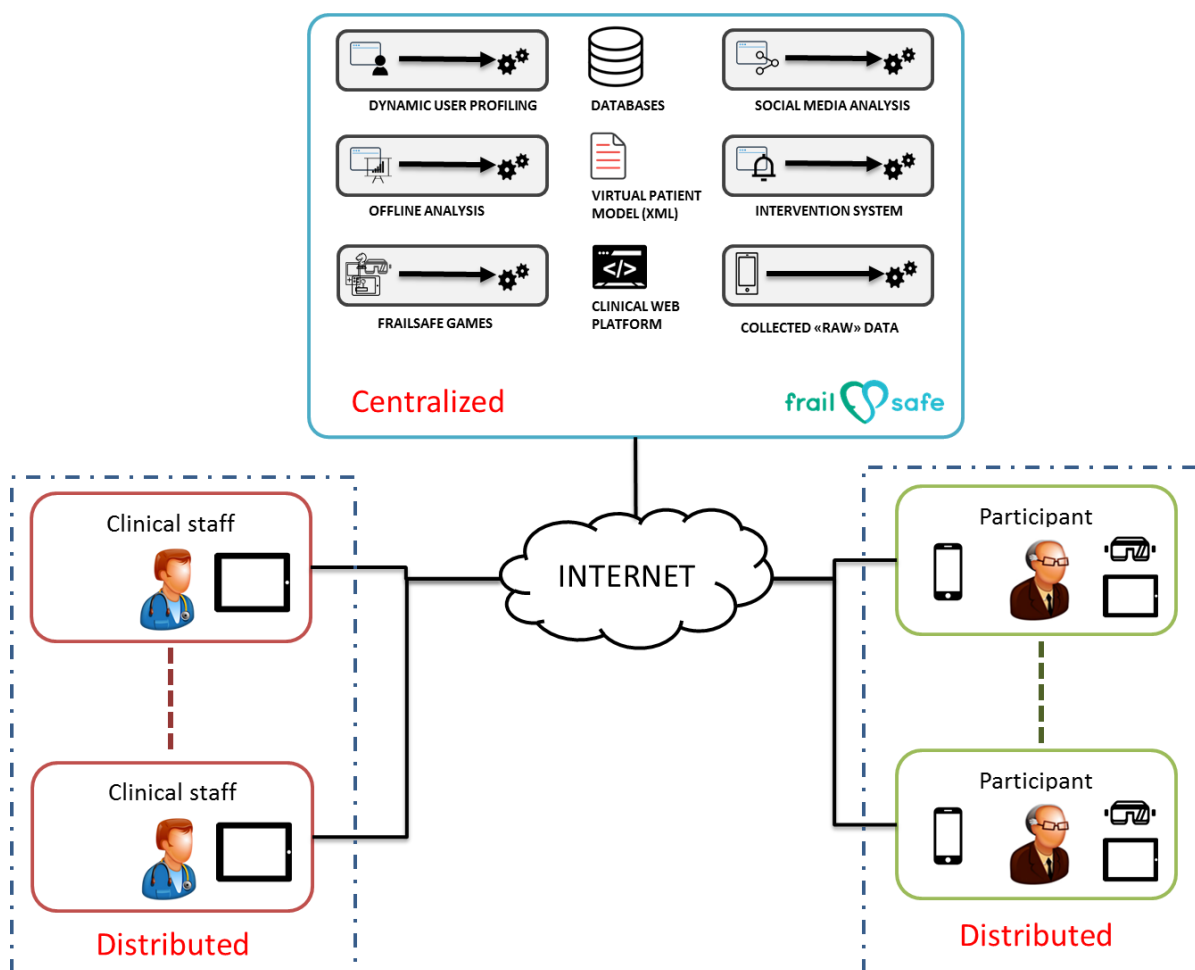 DYNAMIC USER PROFILING
DATABASES
SOCIAL MEDIA ANALYSIS
OFFLINE ANALYSIS
VIRTUAL PATIENT
MODEL (XML)
INTERVENTION SYSTEM
</>
FRAILSAFE GAMES
CLINICAL WEB
PLATFORM
COLLECTED «RAW» DATA
Centralized
frail safe
Clinical staff
Participant
INTERNET
Clinical staff
Participant
Distributed
Distributed